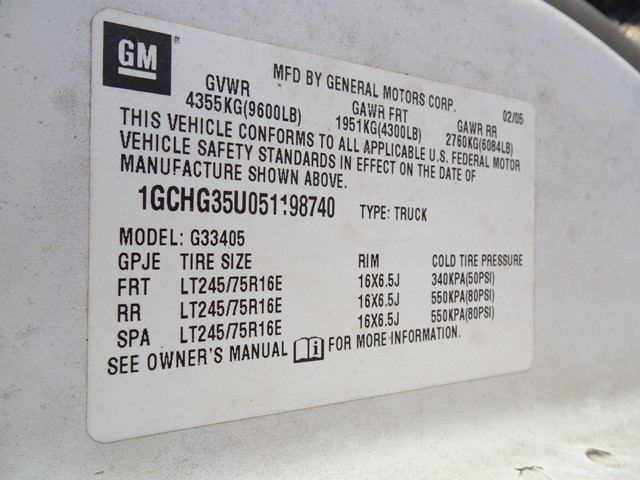 GM
MFD BY GENERAL MOTORS CORP. 02/05
GVWR GAWR FRT GAWR RR
4355KG(9600LB) 1951KG(4300LB) 2760KG(6084LB)
THIS VEHICLE CONFORMS TO ALL APPLICABLE U.S. FEDERAL MOTOR
VEHICLE SAFETY STANDARDS IN EFFECT ON THE DATE OF
MANUFACTURE SHOWN ABOVE.
1GCHG35U051198740 TYPE: TRUCK
MODEL: G33405
GPJE TIRE SIZE RIM COLD TIRE PRESSURE
FRT LT245/75R16E 16X6.5J 340KPA(50PSI)
RR LT245/75R16E 16X6.5J 550KPA(80PSI)
SPA LT245/75R16E 16X6.5J 550KPA(80PSI)
SEE OWNER'S MANUAL i FOR MORE INFORMATION.